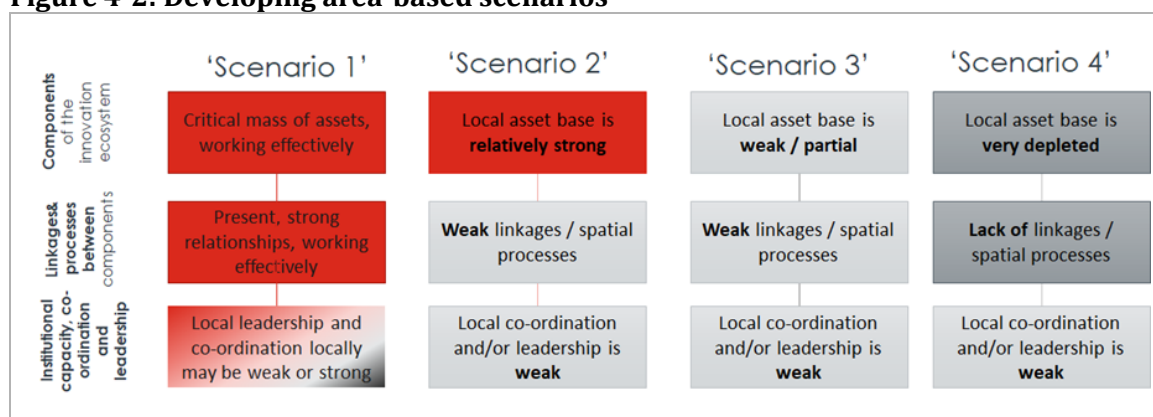 Figure 4-2: Developing area-based scenarios
'Scenario 1'
'Scenario 2'
'Scenario 3'
'Scenario 4'
Components
of the
innovation
ecosystem
Critical mass of assets,
working effectively
Local asset base is
relatively strong
Local asset base is
weak / partial
Local asset base is
very depleted
Linkages&
processes
between
components
Present, strong
relationships, working
effectively
Weak linkages / spatial
processes
Weak linkages / spatial
processes
Lack of linkages /
spatial processes
Institutional
capacity, co-
ordination
and
leadership
Local leadership and
co-ordination locally
may be weak or strong
Local co-ordination
and/or leadership is
weak
Local co-ordination
and/or leadership is
weak
Local co-ordination
and/or leadership is
weak